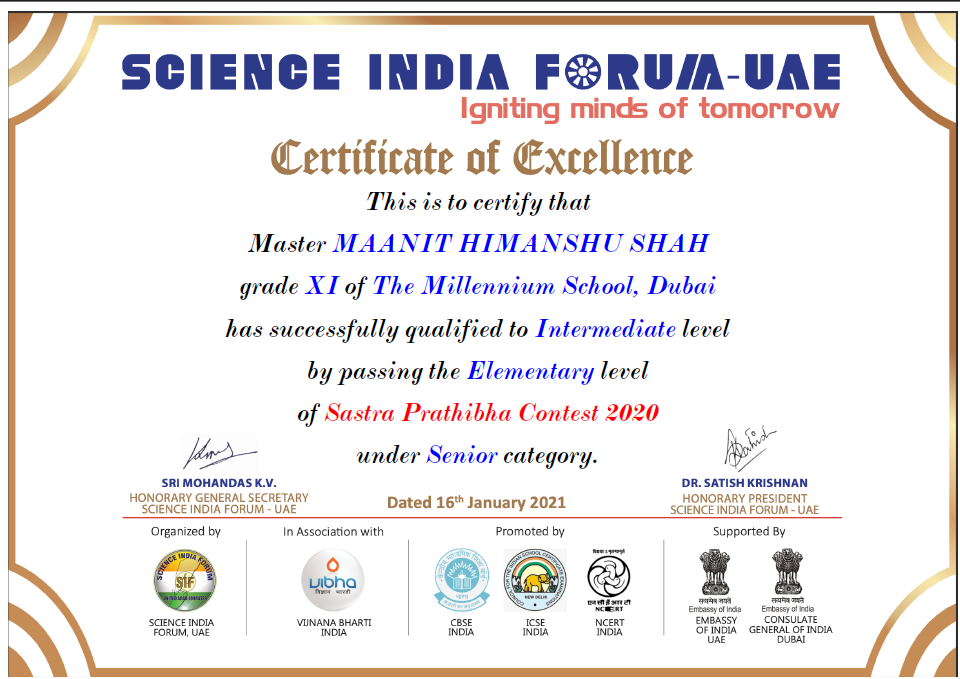 SCIENCE INDIA FORUM-UAE
Igniting minds of tomorrow
Certificate of Excellence
This is to certify that
Master MAANIT HIMANSHU SHAH
grade XI of The Millennium School, Dubai
has successfully qualified to Intermediate level
by passing the Elementary level
of Sastra Prathibha Contest 2020
under Senior category.
SRI MOHANDAS K.V.
HONORARY GENERAL SECRETARY
SCIENCE INDIA FORUM - UAE
Dated 16th January 2021
DR. SATISH KRISHNAN
HONORARY PRESIDENT
SCIENCE INDIA FORUM - UAE
Organized by
In Association with
Promoted by
Supported By
SCIENCE INDIA FORUM
SIF
vibha
विज्ञान भारती
भारत
NEW DELHI
एन सी ई आर टी
NCERT
सत्यमेव जयते
Embassy of India
सत्यमेव जयते
Embassy of India
SCIENCE INDIA
FORUM, UAE
VIJNANA BHARTI
INDIA
CBSE
INDIA
ICSE
INDIA
NCERT
INDIA
EMBASSY
OF INDIA
UAE
CONSULATE
GENERAL OF INDIA
DUBAI